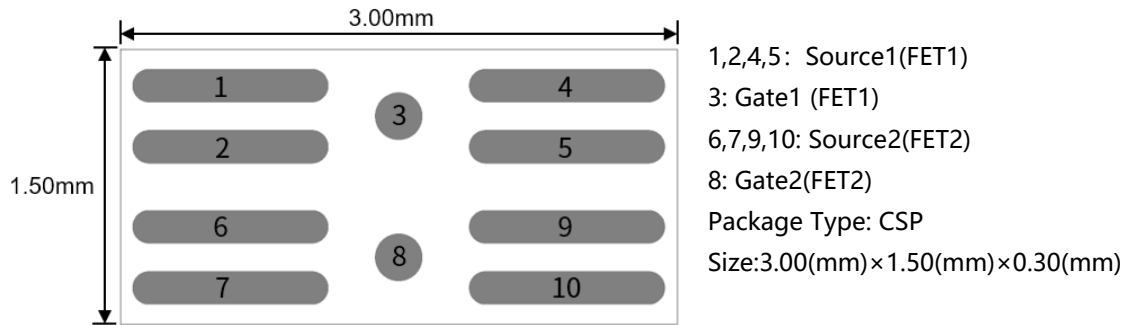 3.00mm
1.50mm
1
4
3
2
5
6
9
8
7
10
1,2,4,5：Source1(FET1)
3: Gate1 (FET1)
6,7,9,10: Source2(FET2)
8: Gate2(FET2)
Package Type: CSP
Size:3.00(mm)×1.50(mm)×0.30(mm)